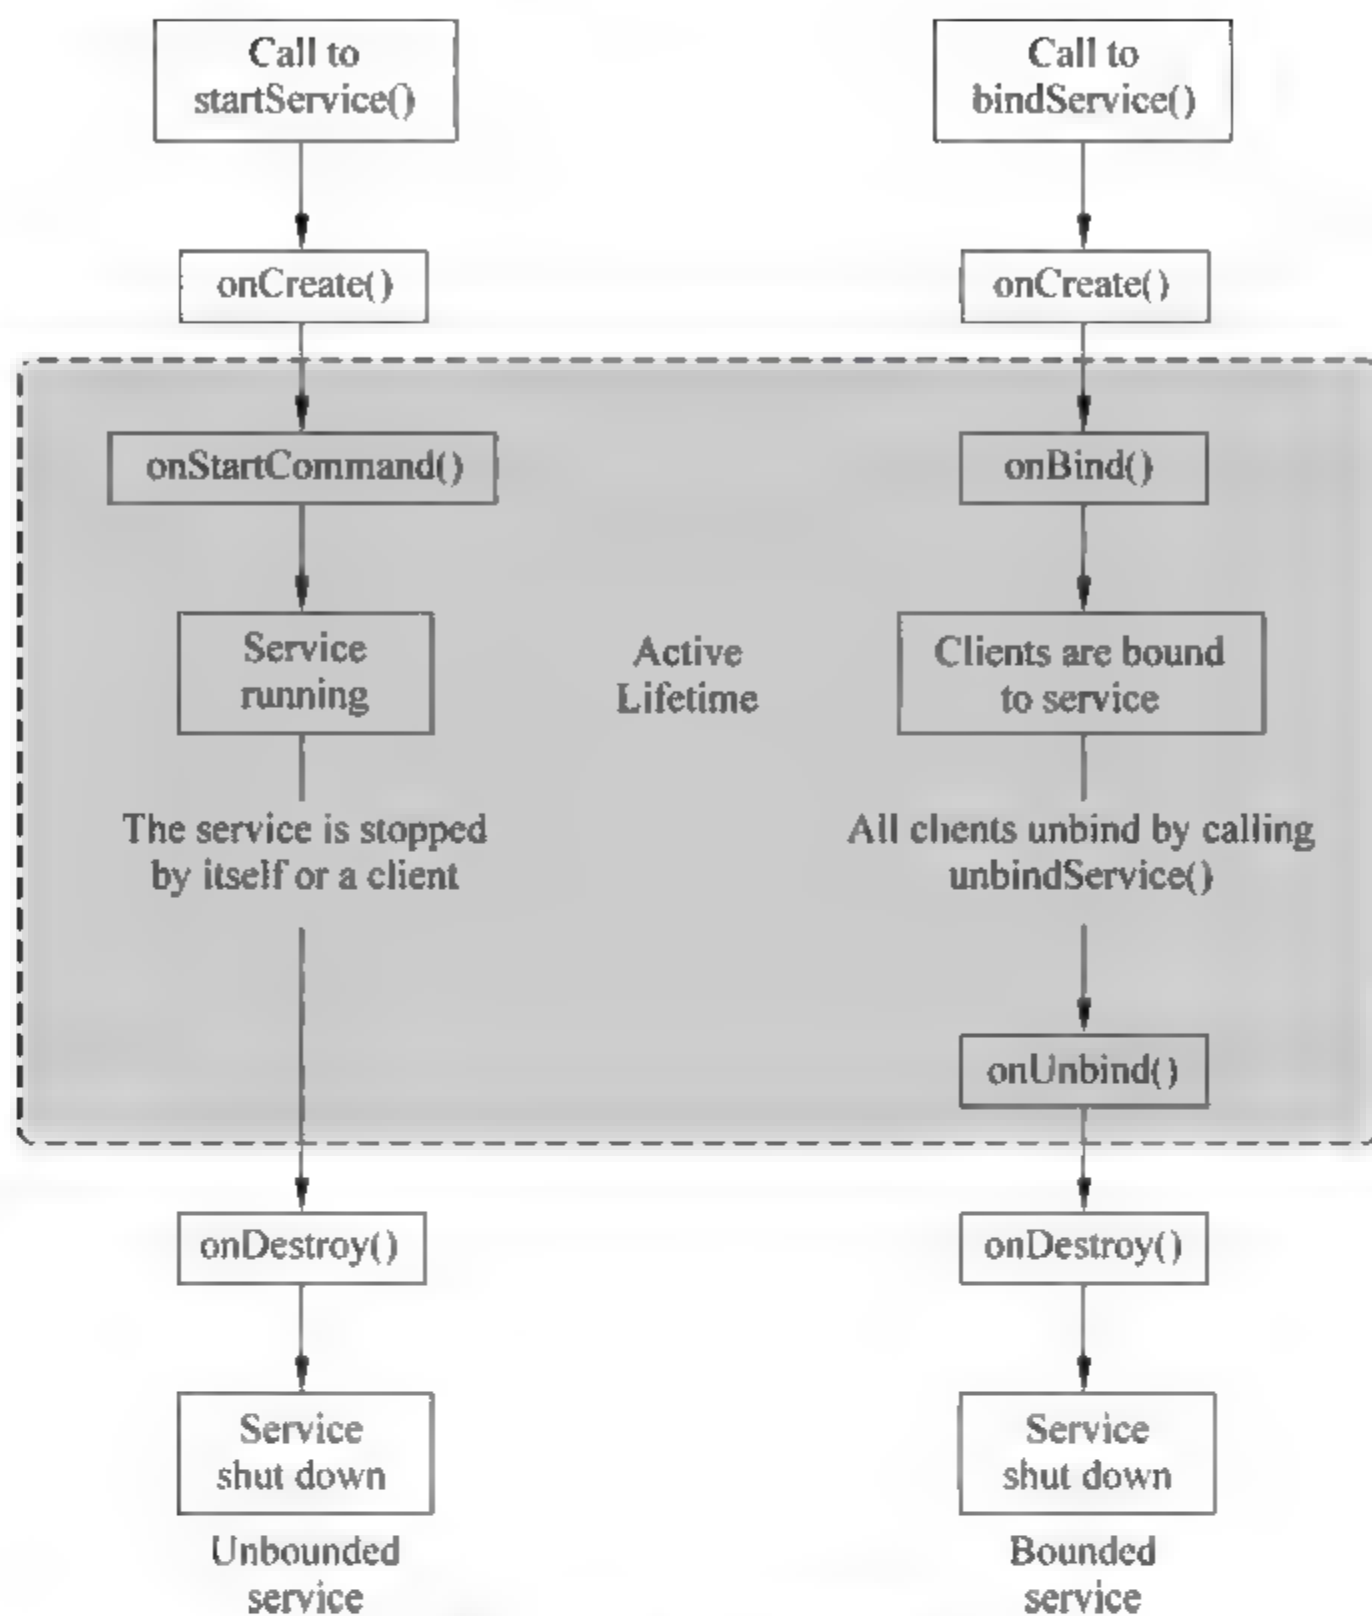 Call to
startService()
onCreate()
onStartCommand()
Service
running
The service is stopped
by itself or a client
onDestroy()
Service
shut down
Unbounded
service
Active
Lifetime
Call to
bindService()
onCreate()
onBind()
Clients are bound
to service
All clients unbind by calling
unbindService()
onUnbind()
onDestroy()
Service
shut down
Bounded
service